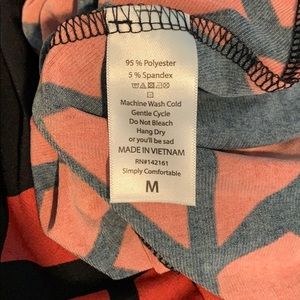 95 % Polyester
5 % Spandex
Machine Wash Cold
Gentle Cycle
Do Not Bleach
Hang Dry
or you'll be sad
MADE IN VIETNAM
RN#142161
Simply Comfortable
M